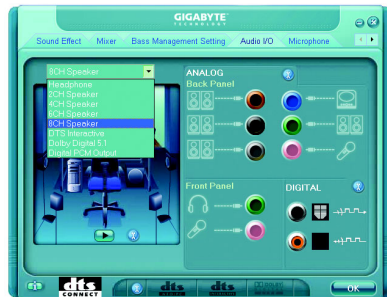 GIGABYTE
TECHNOLOGY
Sound Effect Mixer Bass Management Setting Audio I/O Microphone
8CH Speaker
Headphone
2CH Speaker
4CH Speaker
6CH Speaker
8CH Speaker
DTS Interactive
Dolby Digital 5.1
Digital PCM Output
ANALOG
Back Panel
Front Panel
DIGITAL
dts
CONNECT
dts
dts
OK